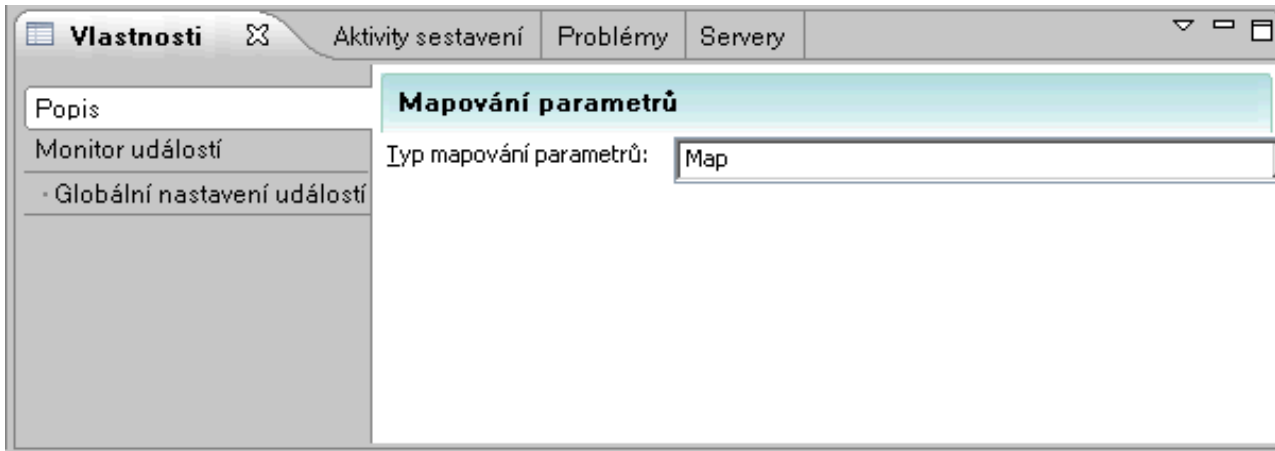 Vlastnosti
Aktivity sestavení
Problémy
Servery
Popis
Monitor událostí
Globální nastavení událostí
Mapování parametrů
Typ mapování parametrů:
Map